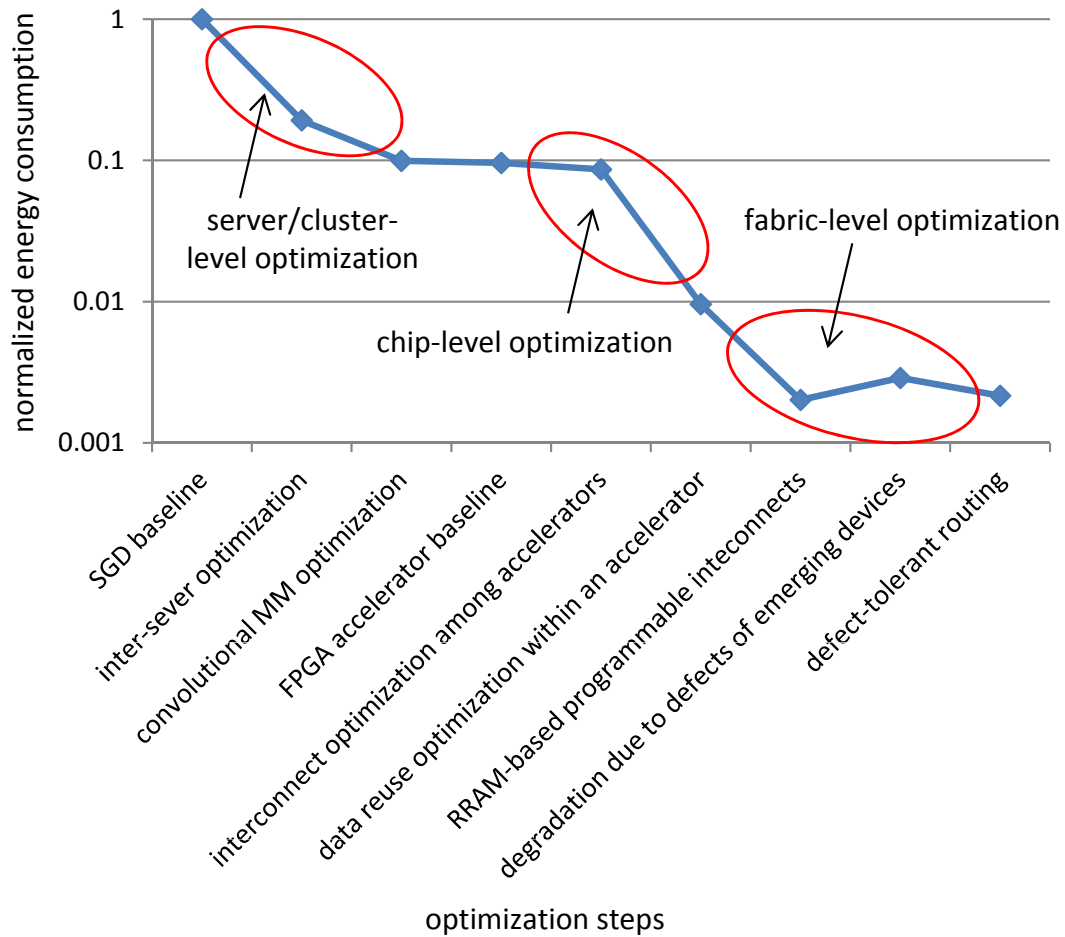 normalized energy consumption
1
0.1
0.01
0.001
server/cluster-
level optimization
chip-level optimization
fabric-level optimization
SGD baseline
inter-sever optimization
convolutional MM optimization
FPGA accelerator baseline
interconnect optimization among accelerators
data reuse optimization within an accelerator
RRAM-based programmable inteconnects
degradation due to defects of emerging devices
defect-tolerant routing
optimization steps